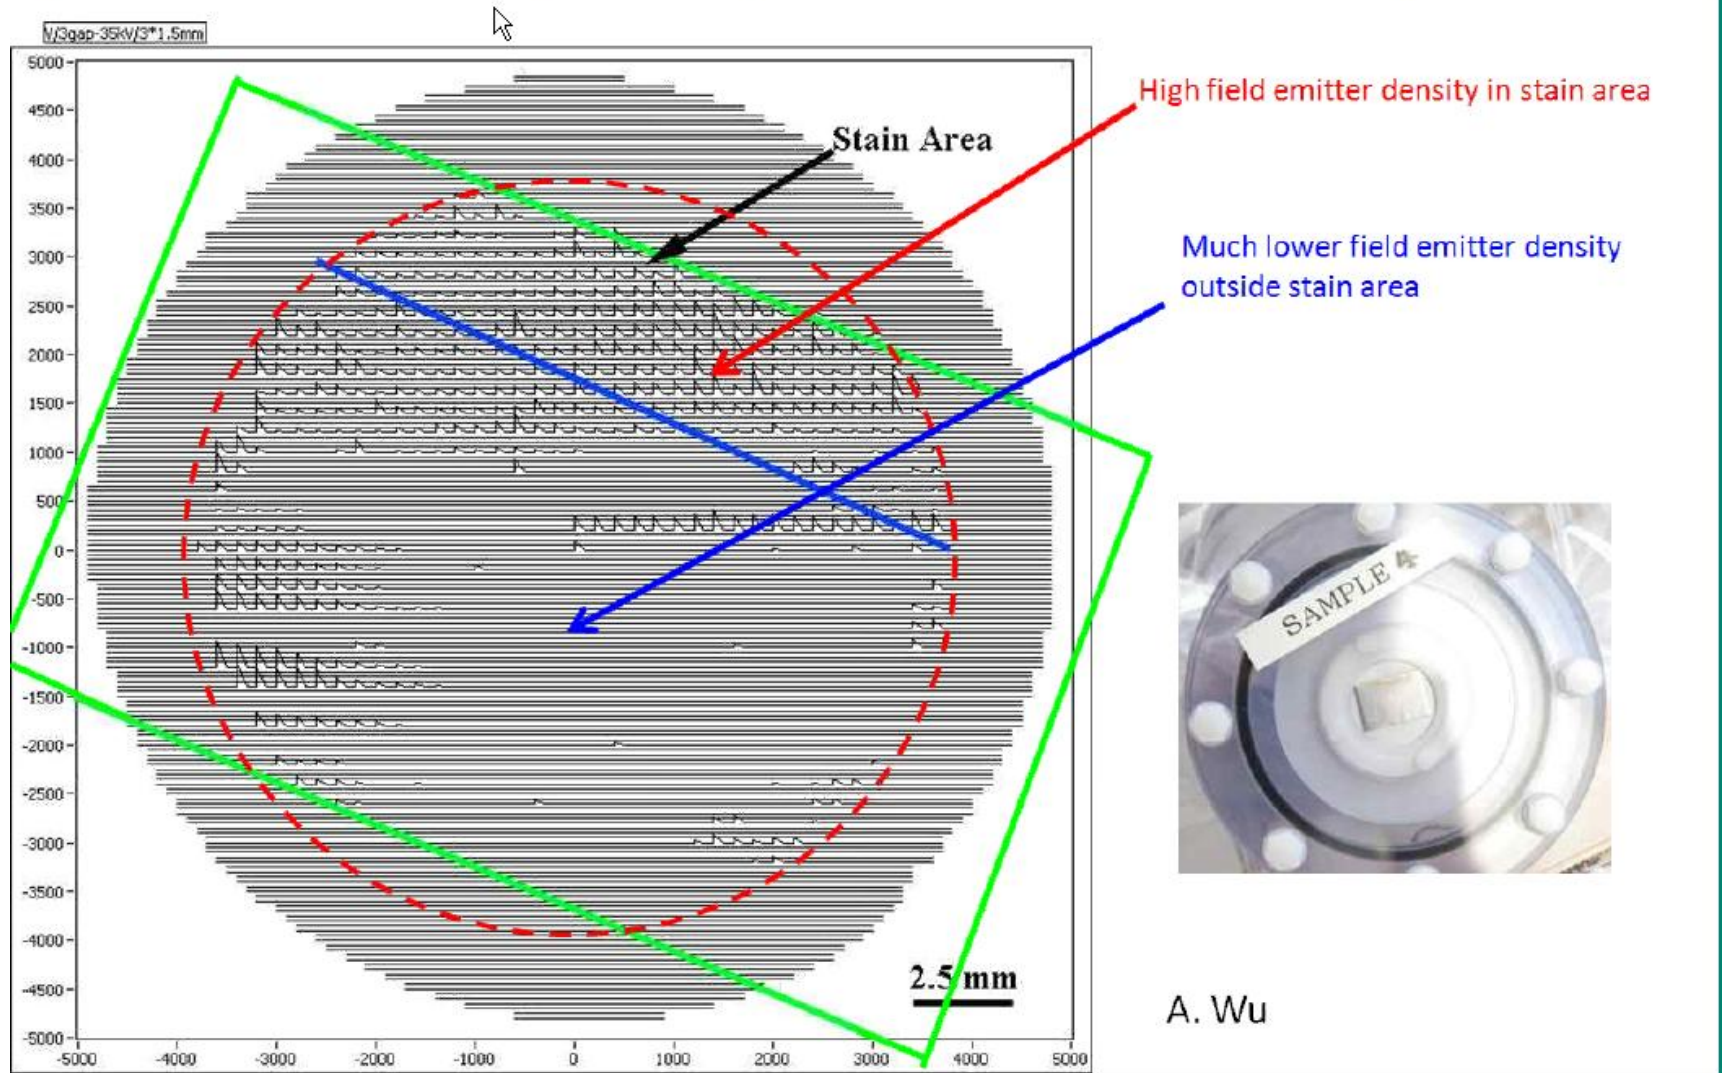 V/3gap-35kV/3*1.5mm
High field emitter density in stain area
Stain Area
Much lower field emitter density
outside stain area
5000
4500
4000
3500
3000
2500
2000
1500
1000
500
0
-500
-1000
-1500
-2000
-2500
-3000
-3500
-4000
-4500
-5000
SAMPLE 4
2.5 mm
A. Wu
-5000 -4000 -3000 -2000 -1000 0 1000 2000 3000 4000 5000